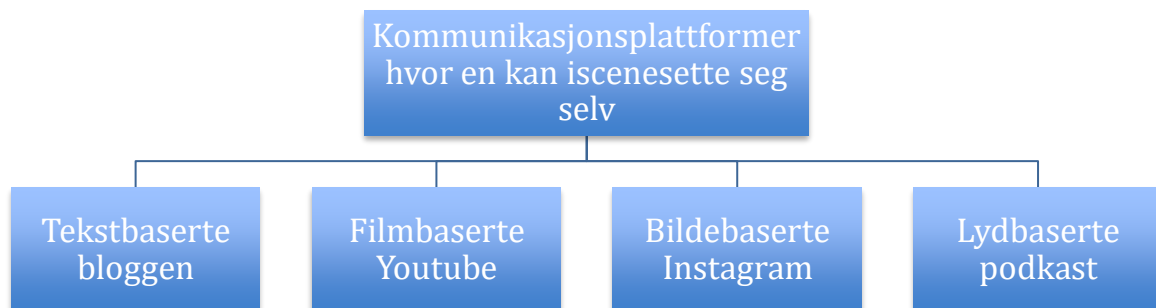 Kommunikasjonsplattformer
hvor en kan iscenesette seg
selv
Tekstbaserte
bloggen
Filmbaserte
Youtube
Bildebaserte
Instagram
Lydbaserte
podkast